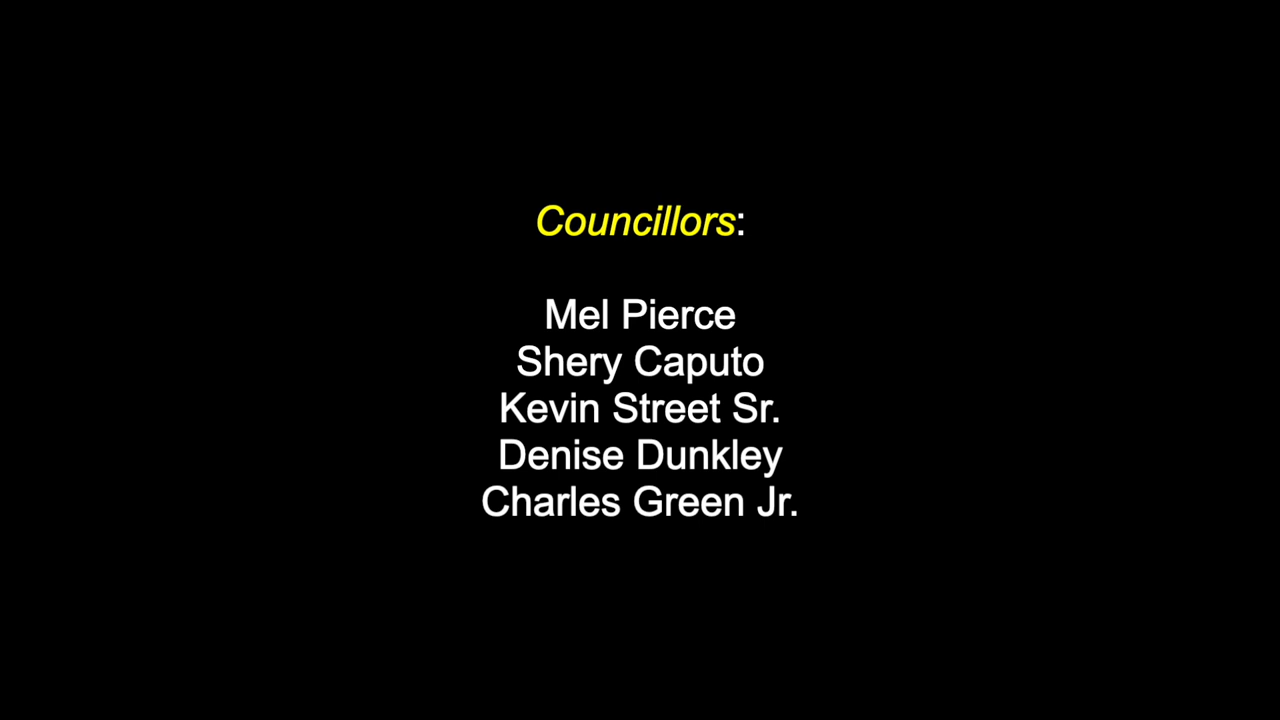 Councillors:
Mel Pierce
Shery Caputo
Kevin Street Sr.
Denise Dunkley
Charles Green Jr.